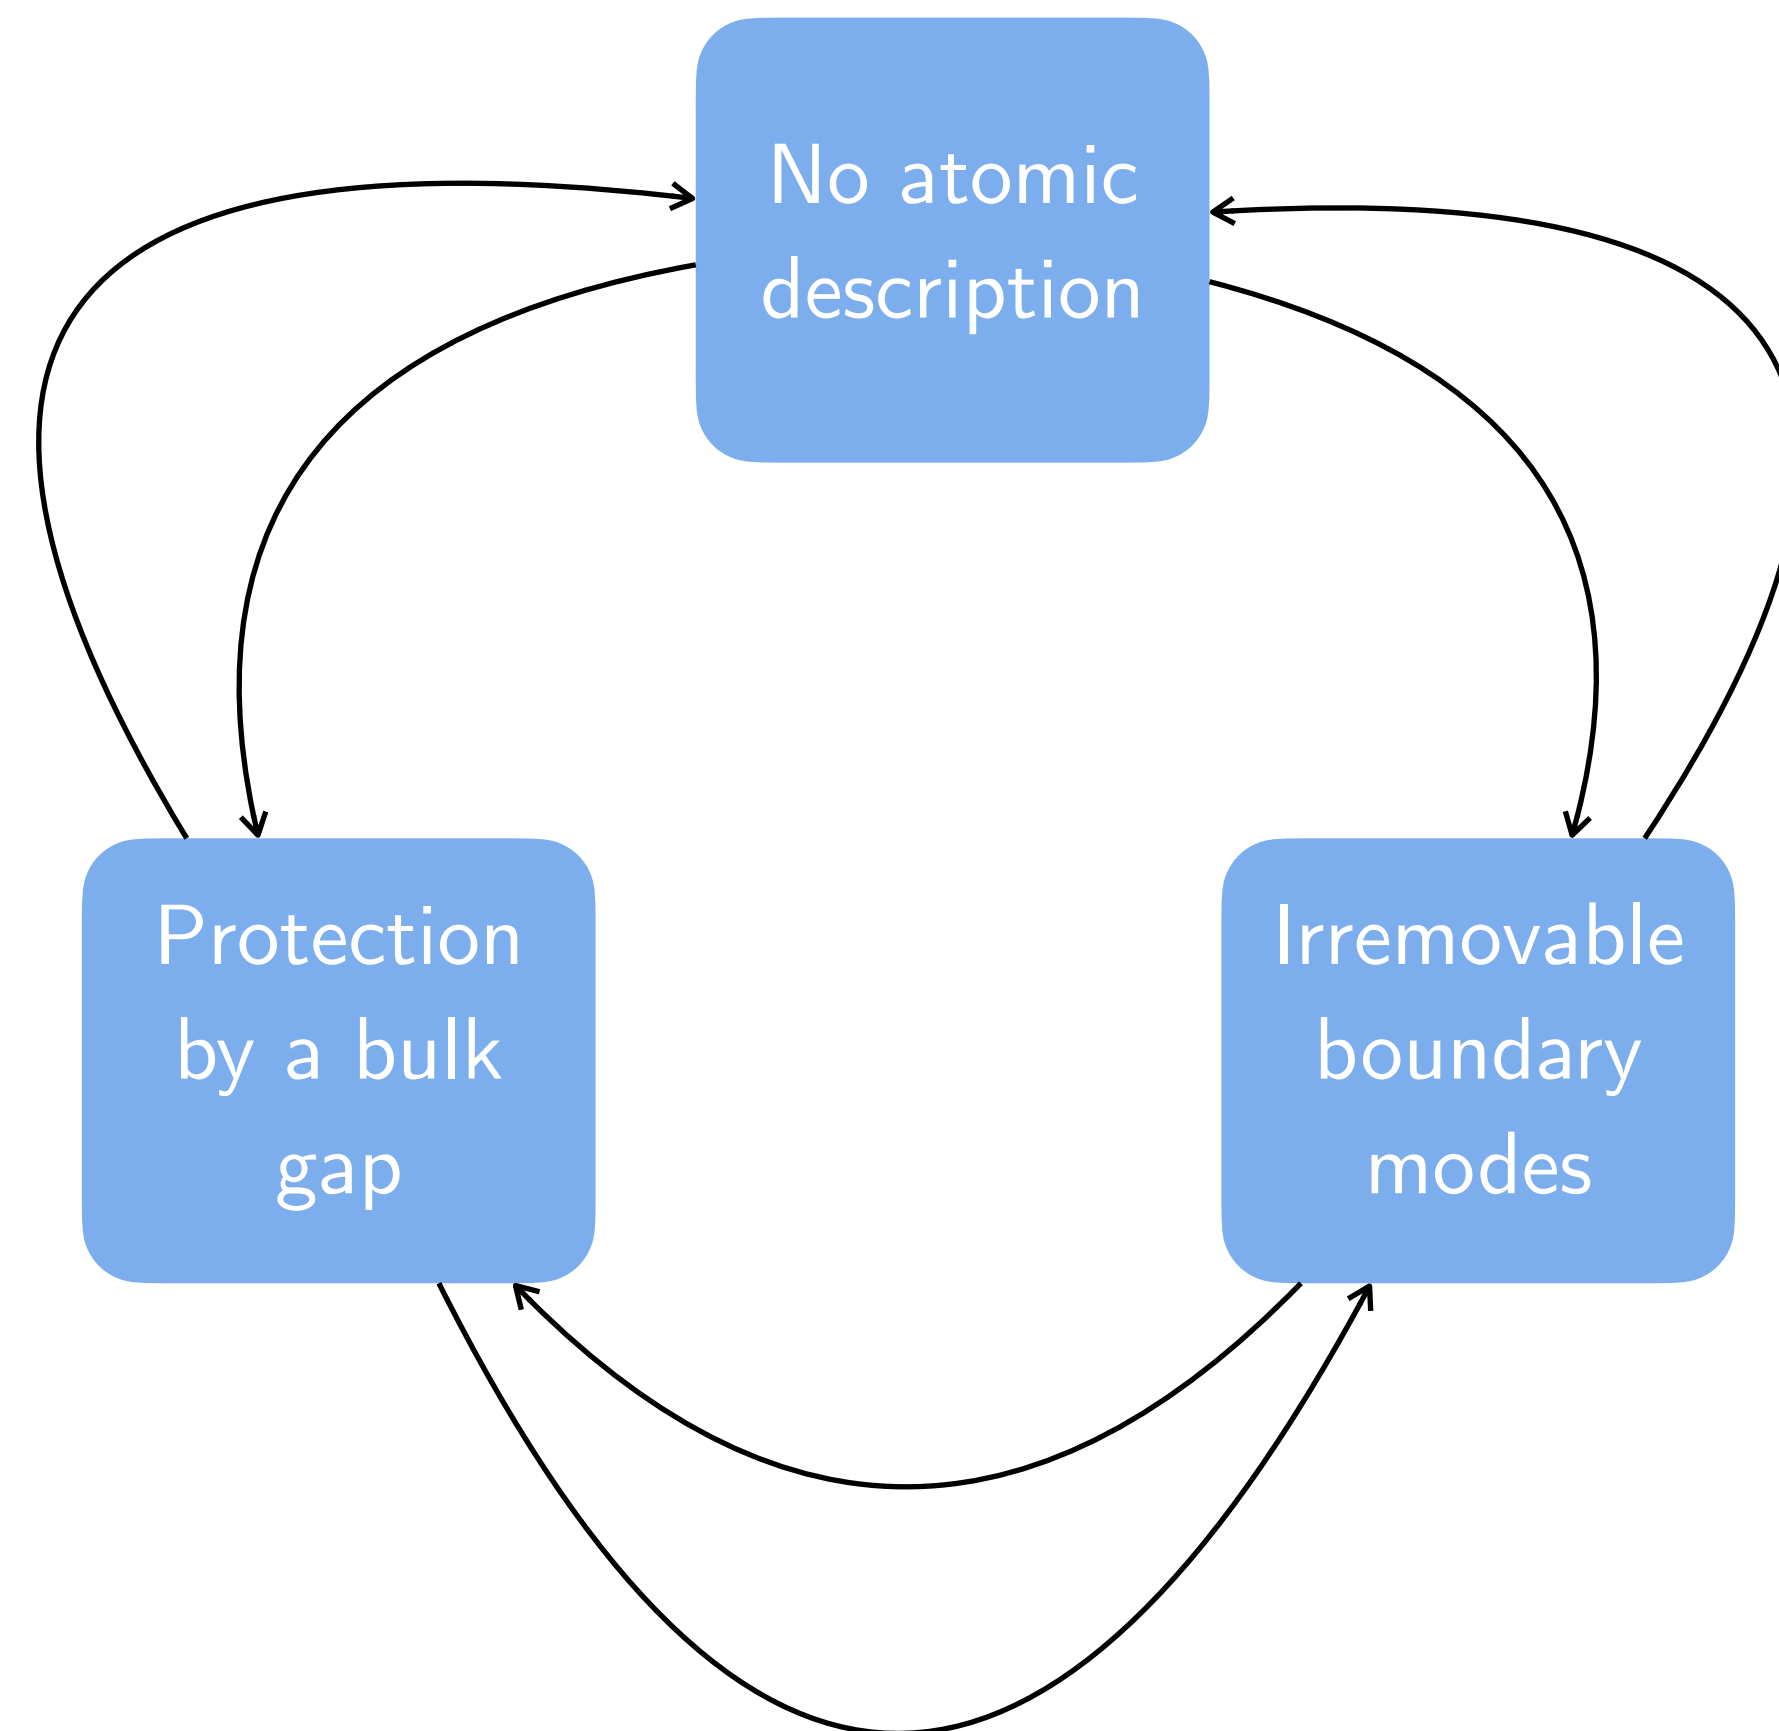 No atomic
description
Protection
by a bulk
gap
Irremovable
boundary
modes